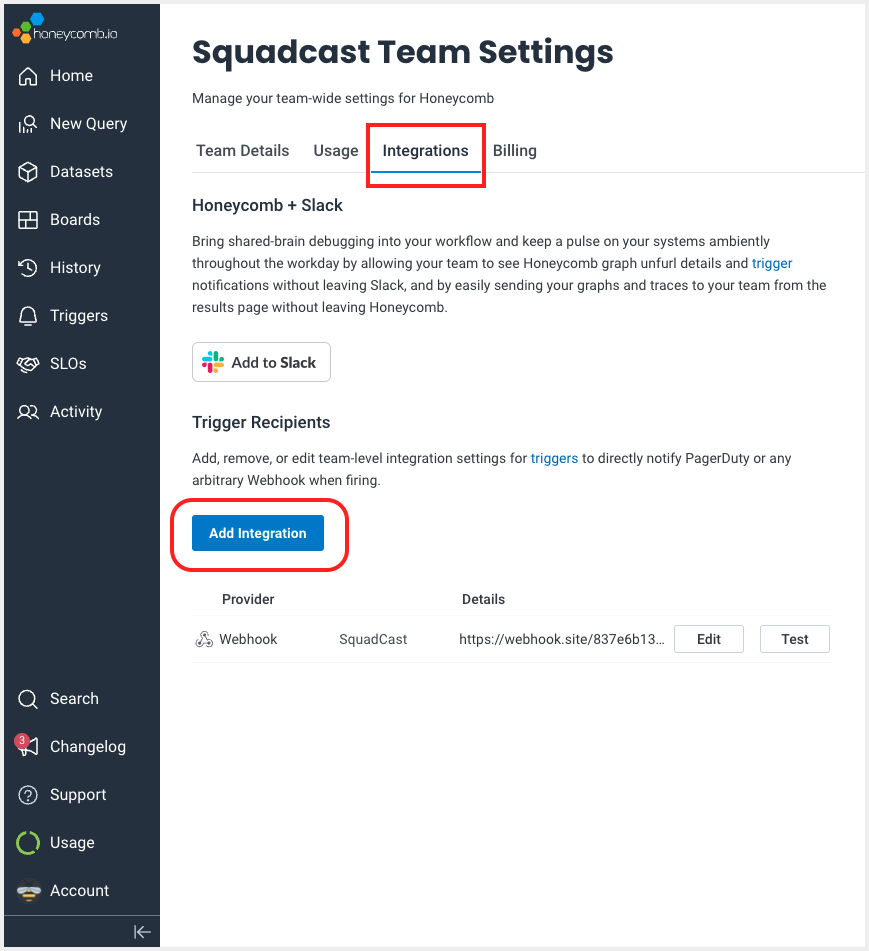 honeycomb.io
Home
New Query
Datasets
Boards
History
Triggers
SLOs
Activity
Search
3
Changelog
Support
Usage
Account
Squadcast Team Settings
Manage your team-wide settings for Honeycomb
Team Details Usage Integrations Billing
Honeycomb + Slack
Bring shared-brain debugging into your workflow and keep a pulse on your systems ambiently
throughout the workday by allowing your team to see Honeycomb graph unfurl details and trigger
notifications without leaving Slack, and by easily sending your graphs and traces to your team from the
results page without leaving Honeycomb.
Add to Slack
Trigger Recipients
Add, remove, or edit team-level integration settings for triggers to directly notify PagerDuty or any
arbitrary Webhook when firing.
Add Integration
Provider Details
Webhook SquadCast https://webhook.site/837e6b13... Edit Test